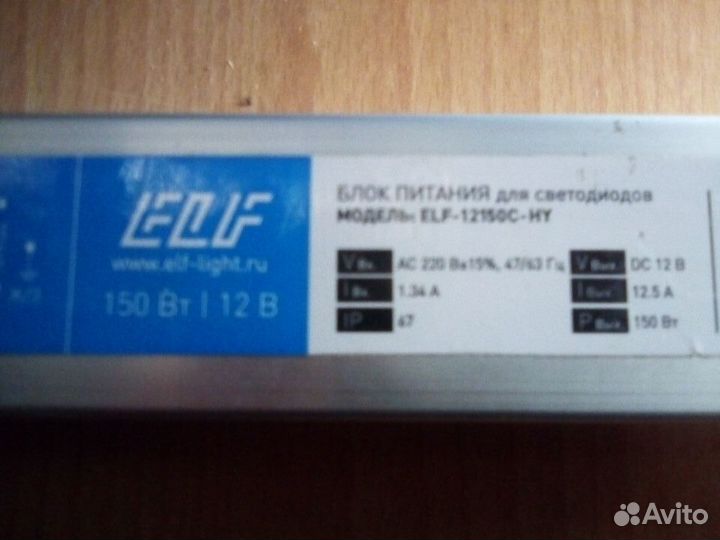 ELF
www.elf-light.ru
150 Вт | 12 В
БЛОК ПИТАНИЯ для светодиодов
МОДЕЛЬ: ELF-12150C-HY
V Вх. AC 220 В±15%, 47/63 Гц
I Вх. 1.34 А
IP 67
V Вых. DC 12 В
I Вых. 12.5 А
P Вых. 150 Вт
Avito